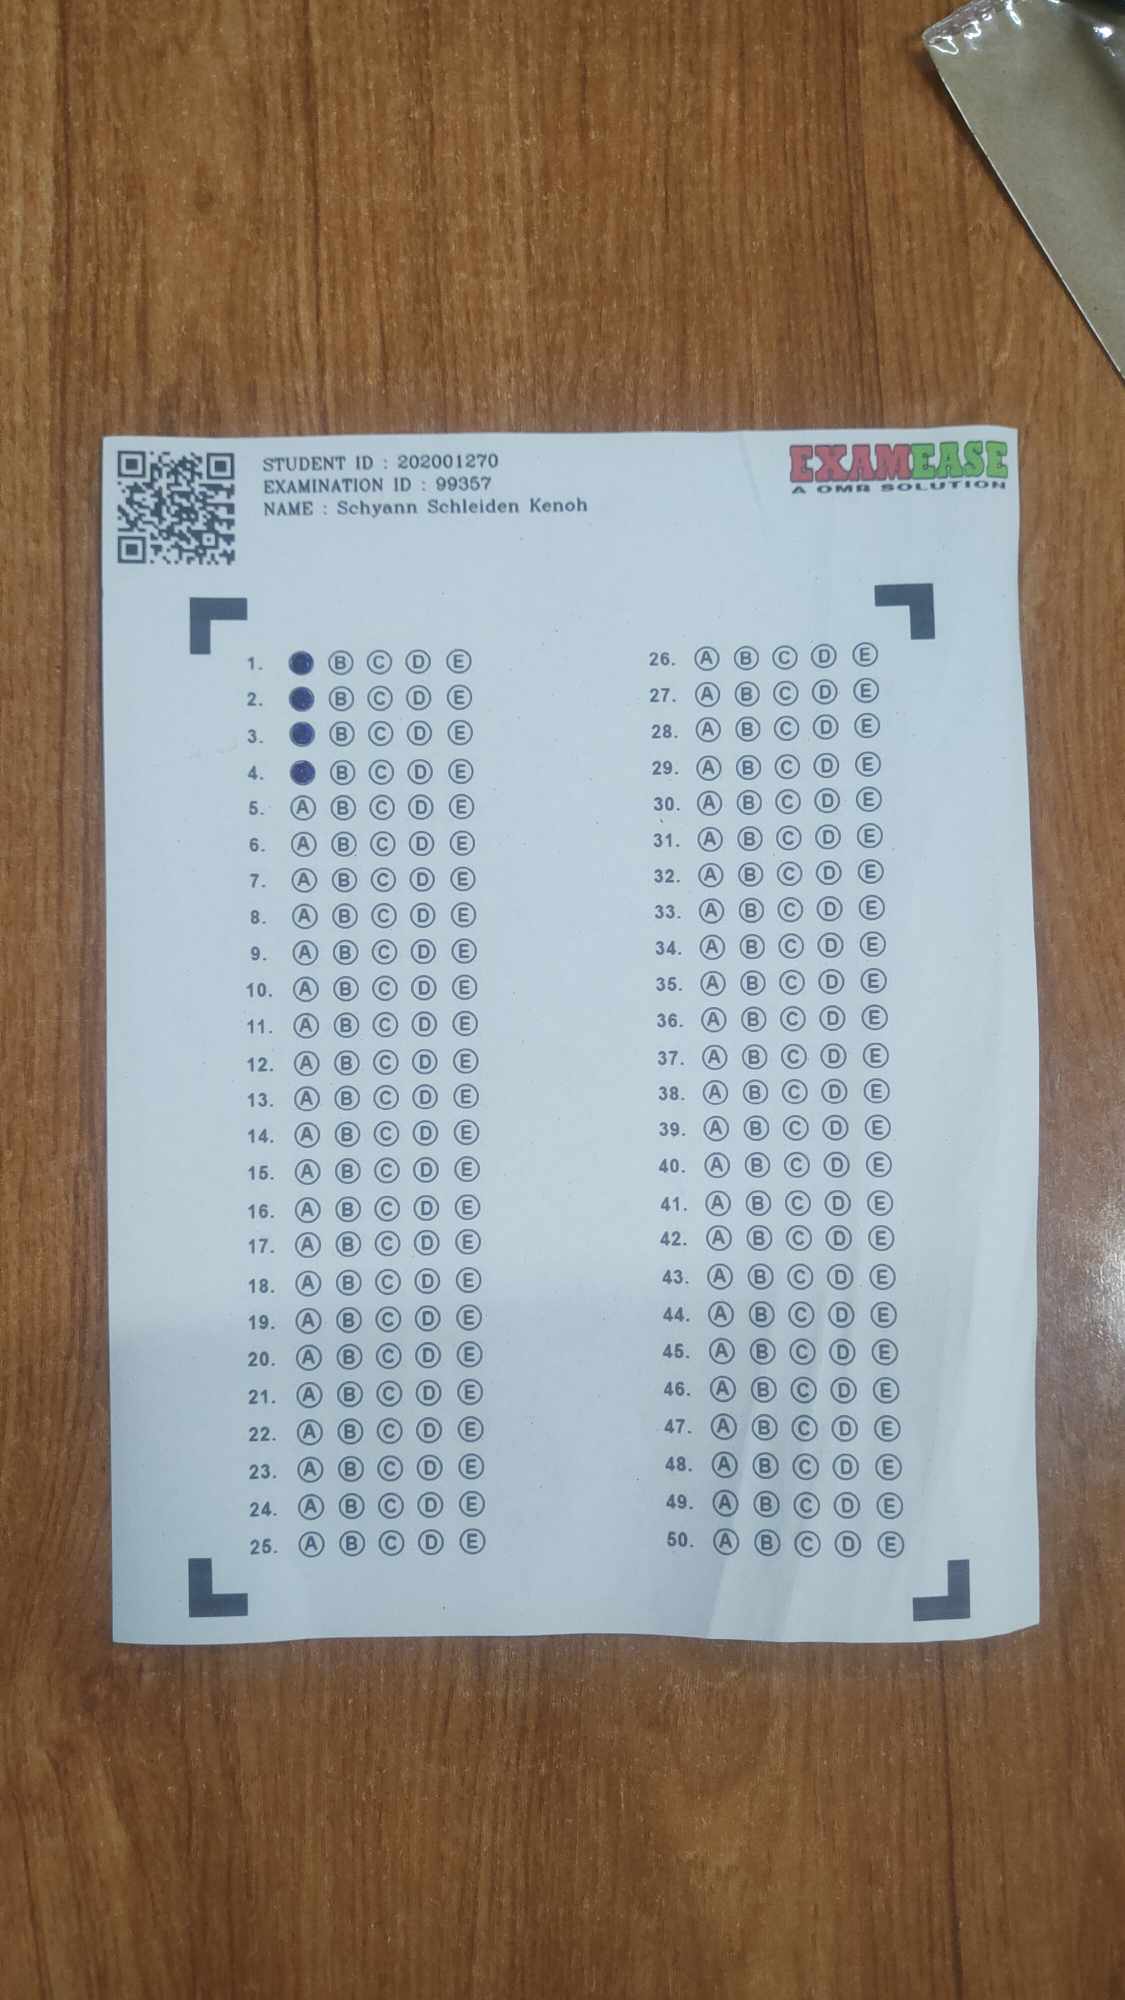 STUDENT ID : 202001270
EXAMINATION ID : 99357
NAME : Schyann Schleiden Kenoh
EXAMEASE
A OMR SOLUTION
1. B C D E
2. B C D E
3. B C D E
4. B C D E
5. A B C D E
6. A B C D E
7. A B C D E
8. A B C D E
9. A B C D E
10. A B C D E
11. A B C D E
12. A B C D E
13. A B C D E
14. A B C D E
15. A B C D E
16. A B C D E
17. A B C D E
18. A B C D E
19. A B C D E
20. A B C D E
21. A B C D E
22. A B C D E
23. A B C D E
24. A B C D E
25. A B C D E
26. A B C D E
27. A B C D E
28. A B C D E
29. A B C D E
30. A B C D E
31. A B C D E
32. A B C D E
33. A B C D E
34. A B C D E
35. A B C D E
36. A B C D E
37. A B C D E
38. A B C D E
39. A B C D E
40. A B C D E
41. A B C D E
42. A B C D E
43. A B C D E
44. A B C D E
45. A B C D E
46. A B C D E
47. A B C D E
48. A B C D E
49. A B C D E
50. A B C D E